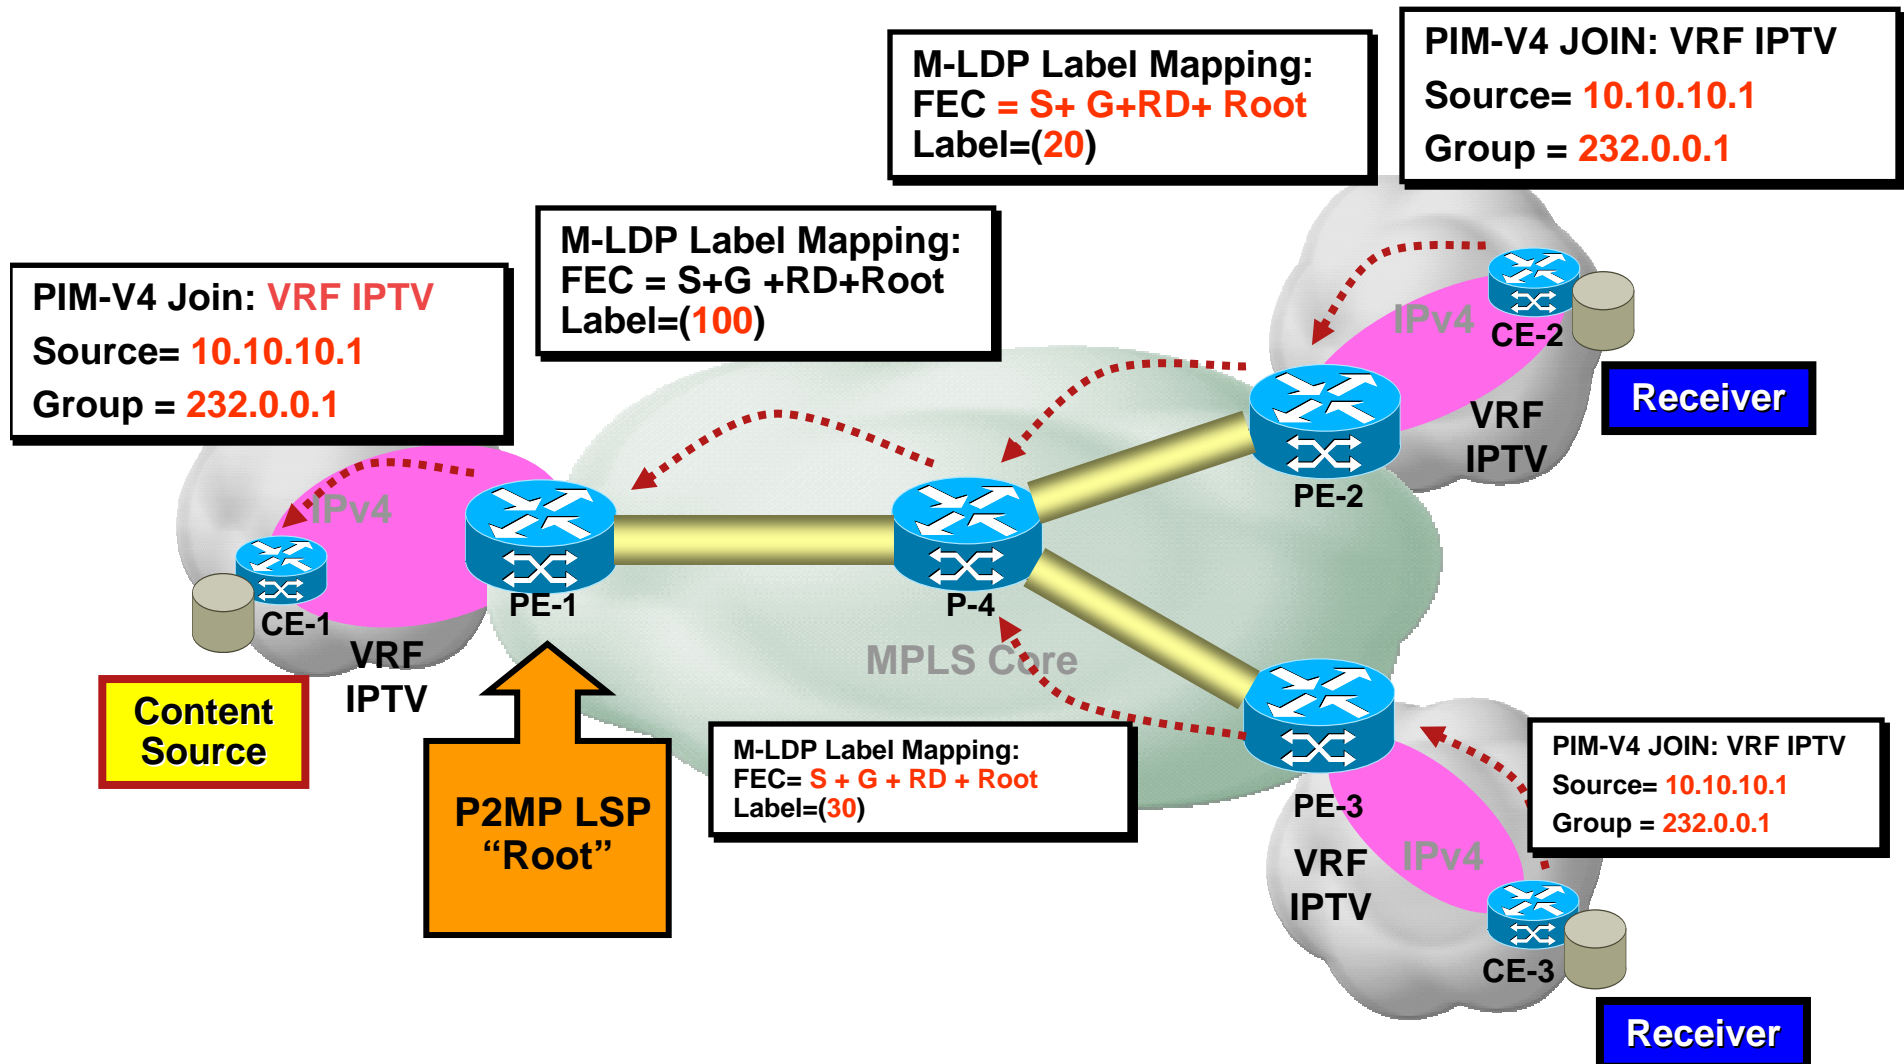 M-LDP Label Mapping:
FEC = S+ G+RD+ Root
Label=(20)
PIM-V4 JOIN: VRF IPTV
Source= 10.10.10.1
Group = 232.0.0.1
M-LDP Label Mapping:
FEC = S+G +RD+Root
Label=(100)
PIM-V4 Join: VRF IPTV
Source= 10.10.10.1
Group = 232.0.0.1
IPv4
CE-2
Receiver
VRF
IPTV
PE-2
IPv4
CE-1
PE-1
P-4
VRF
IPTV
MPLS Core
Content
Source
P2MP LSP
“Root”
M-LDP Label Mapping:
FEC= S + G + RD + Root
Label=(30)
PIM-V4 JOIN: VRF IPTV
Source= 10.10.10.1
Group = 232.0.0.1
PE-3
VRF
IPTV
IPv4
CE-3
Receiver